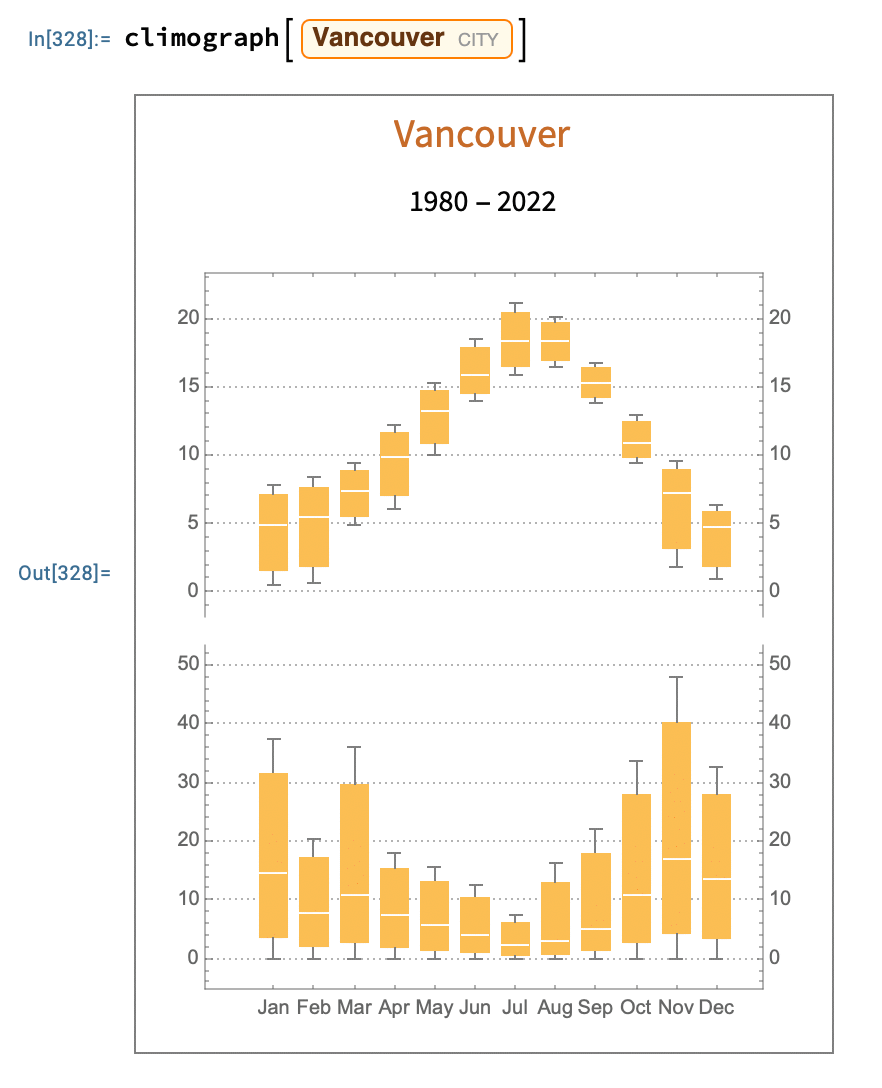 In[328]:= climograph[Vancouver CITY]
Vancouver
1980 – 2022
20 20
15 15
10 10
5 5
Out[328]=
0 0
50 50
40 40
30 30
20 20
10 10
0 0
Jan Feb Mar Apr May Jun Jul Aug Sep Oct Nov Dec